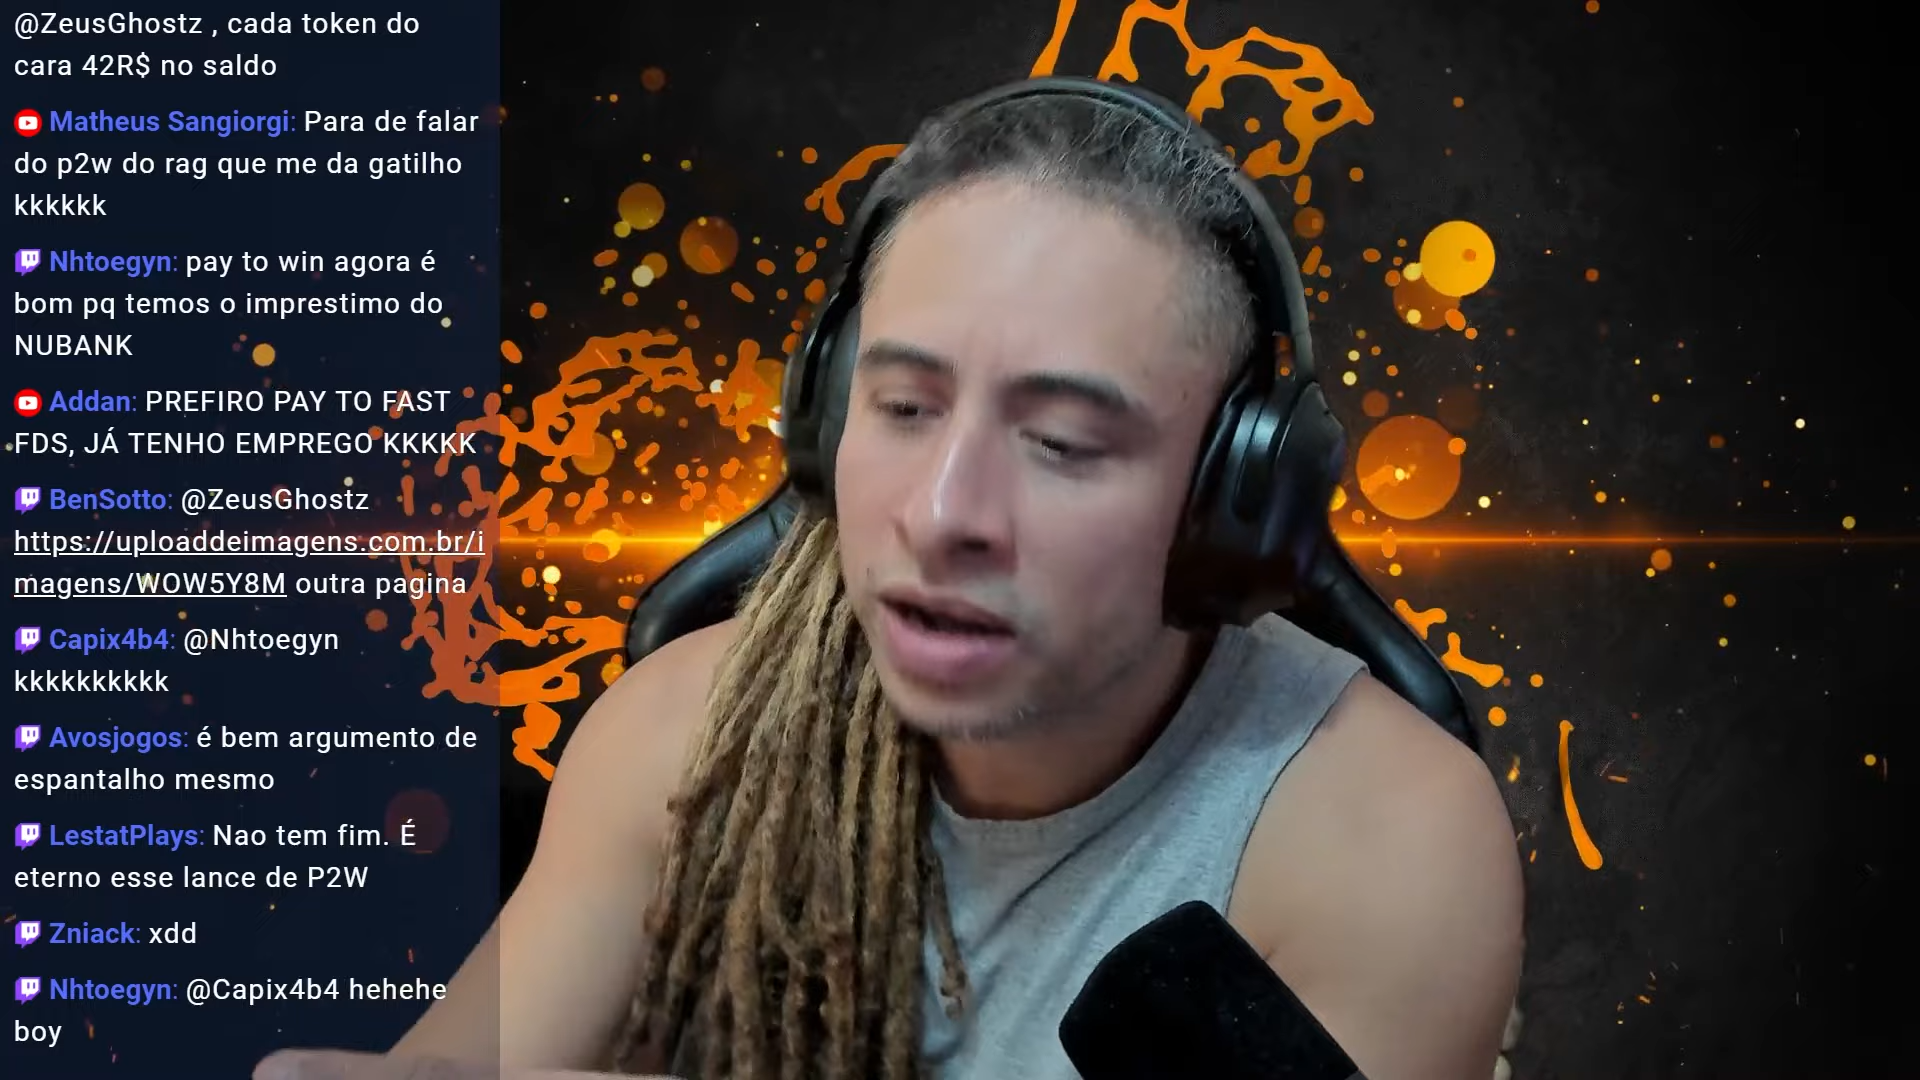 @ZeusGhostz , cada token do
cara 42R$ no saldo
Matheus Sangiorgi: Para de falar
do p2w do rag que me da gatilho
kkkkkk
Nhtoegyn: pay to win agora é
bom pq temos o imprestimo do
NUBANK
Addan: PREFIRO PAY TO FAST
FDS, JÁ TENHO EMPREGO KKKKK
BenSotto: @ZeusGhostz
https://uploaddeimagens.com.br/i
magens/WOW5Y8M outra pagina
Capix4b4: @Nhtoegyn
kkkkkkkkkk
Avosjogos: é bem argumento de
espantalho mesmo
LestatPlays: Nao tem fim. É
eterno esse lance de P2W
Zniack: xdd
Nhtoegyn: @Capix4b4 hehehe
boy